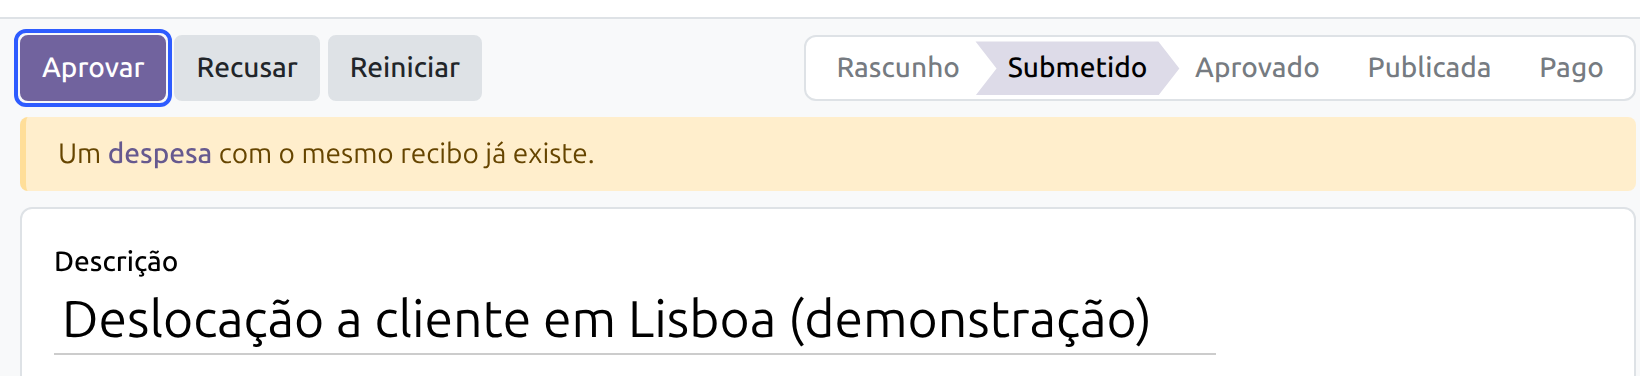 Aprovar Recusar Reiniciar Rascunho Submetido Aprovado Publicada Pago
Um despesa com o mesmo recibo já existe.
Descrição
Deslocação a cliente em Lisboa (demonstração)